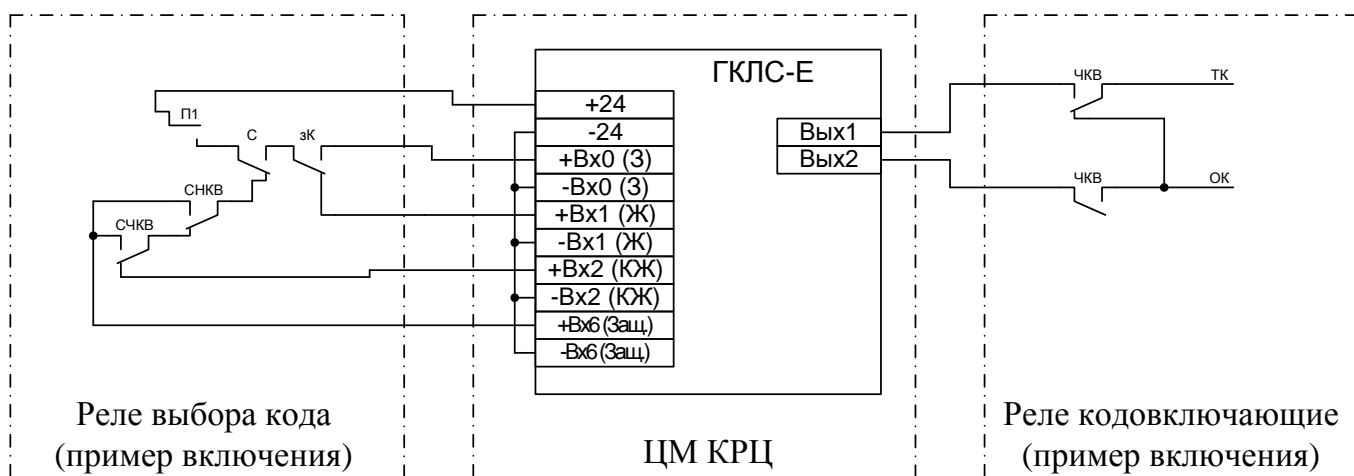 П1
С
зК
СНКВ
СЧКВ
Реле выбора кода
(пример включения)
ГКЛС-Е
+24
-24
+Вх0 (З)
-Вх0 (З)
+Вх1 (Ж)
-Вх1 (Ж)
+Вх2 (КЖ)
-Вх2 (КЖ)
+Вх6 (Защ.)
-Вх6 (Защ.)
Вых1
Вых2
ЦМ КРЦ
ЧКВ
ТК
ЧКВ
ОК
Реле кодовключающие
(пример включения)